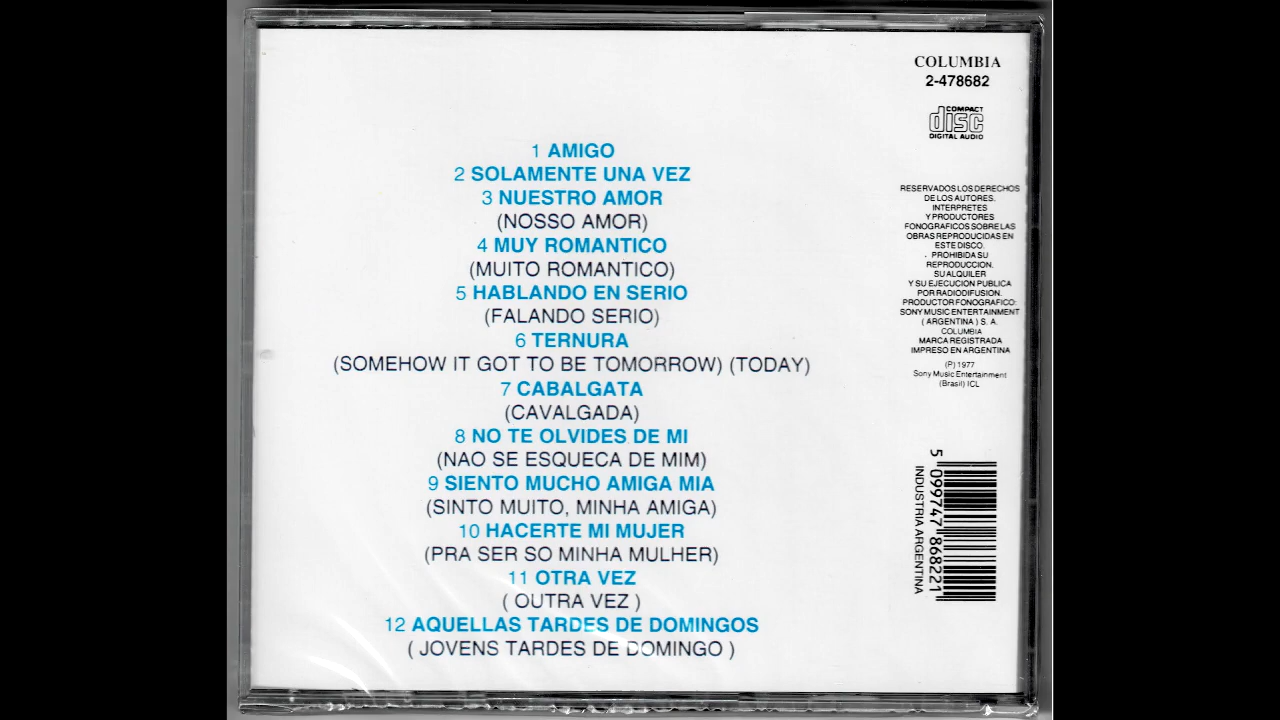 COLUMBIA
2-478682
COMPACT
disc
DIGITAL AUDIO
1 AMIGO
2 SOLAMENTE UNA VEZ
3 NUESTRO AMOR
(NOSSO AMOR)
4 MUY ROMANTICO
(MUITO ROMANTICO)
5 HABLANDO EN SERIO
(FALANDO SERIO)
6 TERNURA
(SOMEHOW IT GOT TO BE TOMORROW) (TODAY)
7 CABALGATA
(CAVALGADA)
8 NO TE OLVIDES DE MI
(NAO SE ESQUECA DE MIM)
9 SIENTO MUCHO AMIGA MIA
(SINTO MUITO, MINHA AMIGA)
10 HACERTE MI MUJER
(PRA SER SO MINHA MULHER)
11 OTRA VEZ
( OUTRA VEZ )
12 AQUELLAS TARDES DE DOMINGOS
( JOVENS TARDES DE DOMINGO )
RESERVADOS LOS DERECHOS
DE LOS AUTORES,
INTERPRETES
Y PRODUCTORES
FONOGRAFICOS SOBRE LAS
OBRAS REPRODUCIDAS EN
ESTE DISCO.
PROHIBIDA SU
REPRODUCCION,
SU ALQUILER
Y SU EJECUCION PUBLICA
POR RADIODIFUSION.
PRODUCTOR FONOGRAFICO:
SONY MUSIC ENTERTAINMENT
( ARGENTINA ) S. A.
COLUMBIA
MARCA REGISTRADA
IMPRESO EN ARGENTINA
(P) 1977
Sony Music Entertainment
(Brasil) ICL
5 099747 868221
INDUSTRIA ARGENTINA